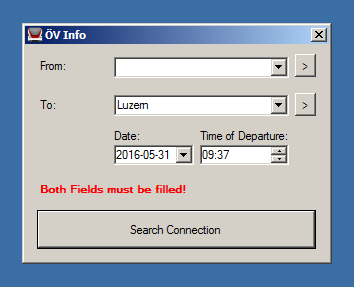 ÖV Info
From:
>
To:
Luzern
>
Date:
Time of Departure:
2016-05-31
09:37
Both Fields must be filled!
Search Connection